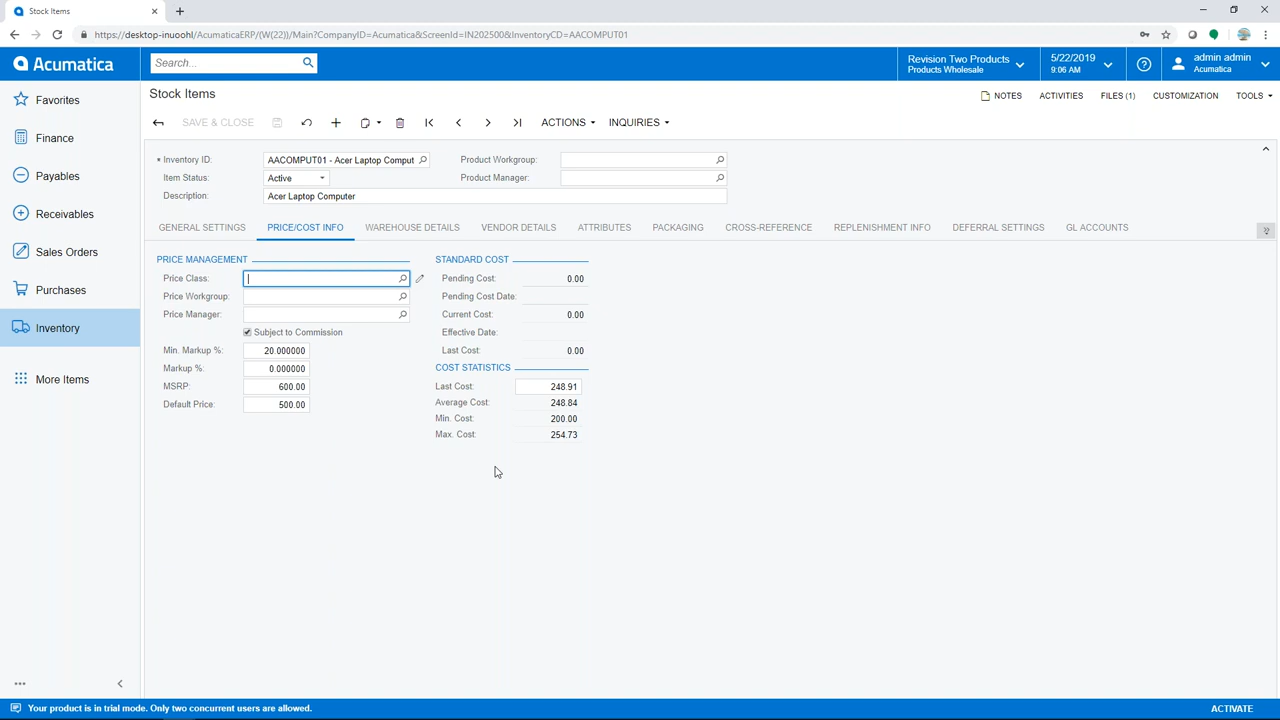 Stock Items
https://desktop-inuoohl/AcumaticaERP/(W(22))/Main?CompanyID=Acumatica&ScreenId=IN202500&InventoryCD=AACOMPUT01
Acumatica
Search...
Revision Two Products
Products Wholesale
5/22/2019
9:06 AM
admin admin
Acumatica
Favorites
Finance
Payables
Receivables
Sales Orders
Purchases
Inventory
More Items
Stock Items
NOTES ACTIVITIES FILES (1) CUSTOMIZATION TOOLS
SAVE & CLOSE ACTIONS INQUIRIES
Inventory ID: AACOMPUT01 - Acer Laptop Comput Product Workgroup:
Item Status: Active Product Manager:
Description: Acer Laptop Computer
GENERAL SETTINGS PRICE/COST INFO WAREHOUSE DETAILS VENDOR DETAILS ATTRIBUTES PACKAGING CROSS-REFERENCE REPLENISHMENT INFO DEFERRAL SETTINGS GL ACCOUNTS
PRICE MANAGEMENT
Price Class:
Price Workgroup:
Price Manager:
Subject to Commission
Min. Markup %: 20.000000
Markup %: 0.000000
MSRP: 600.00
Default Price: 500.00
STANDARD COST
Pending Cost: 0.00
Pending Cost Date:
Current Cost: 0.00
Effective Date:
Last Cost: 0.00
COST STATISTICS
Last Cost: 248.91
Average Cost: 248.84
Min. Cost: 200.00
Max. Cost: 254.73
Your product is in trial mode. Only two concurrent users are allowed.
ACTIVATE